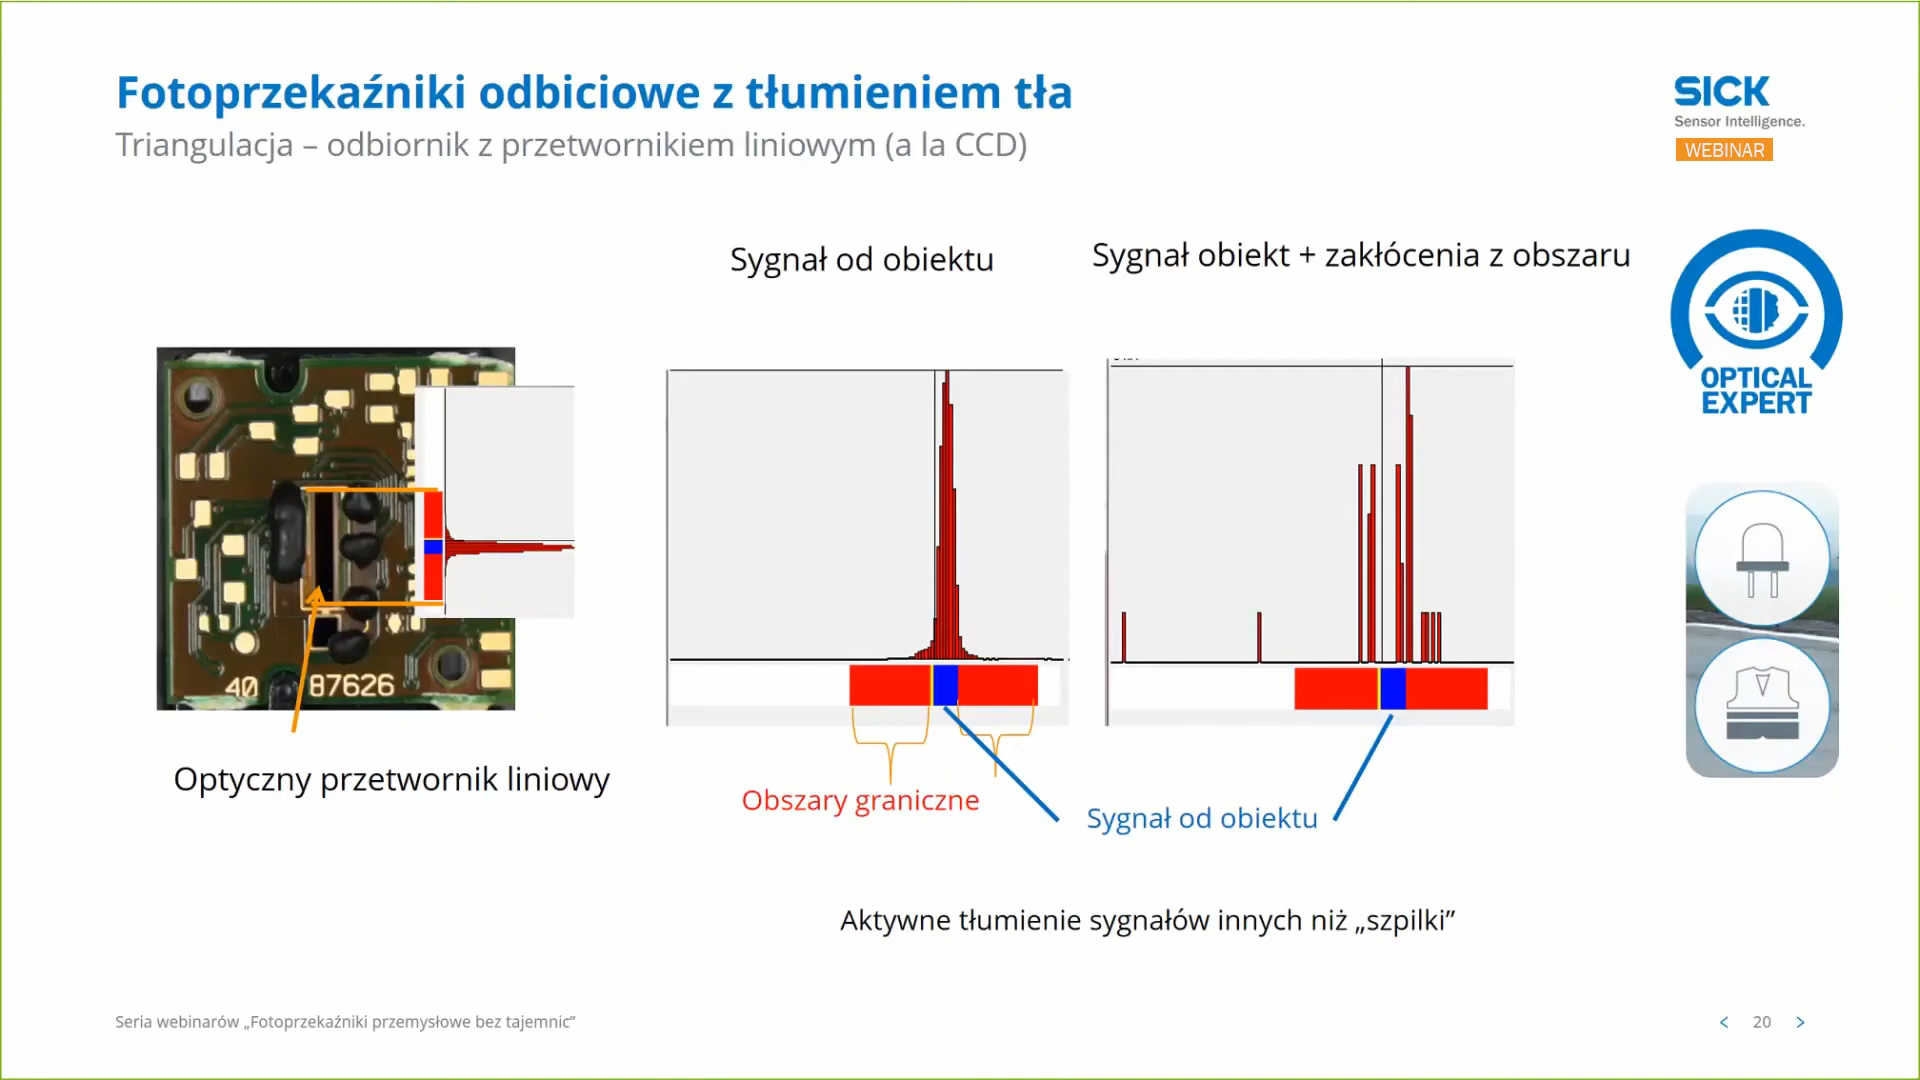 Fotoprzekaźniki odbiciowe z tłumieniem tła
Triangulacja – odbiornik z przetwornikiem liniowym (a la CCD)
SICK
Sensor Intelligence.
WEBINAR
Sygnał od obiektu
Sygnał obiekt + zakłócenia z obszaru
OPTICAL
EXPERT
40 87626
Optyczny przetwornik liniowy
Obszary graniczne
Sygnał od obiektu
Aktywne tłumienie sygnałów innych niż „szpilki”
Seria webinarów „Fotoprzekaźniki przemysłowe bez tajemnic”
< 20 >